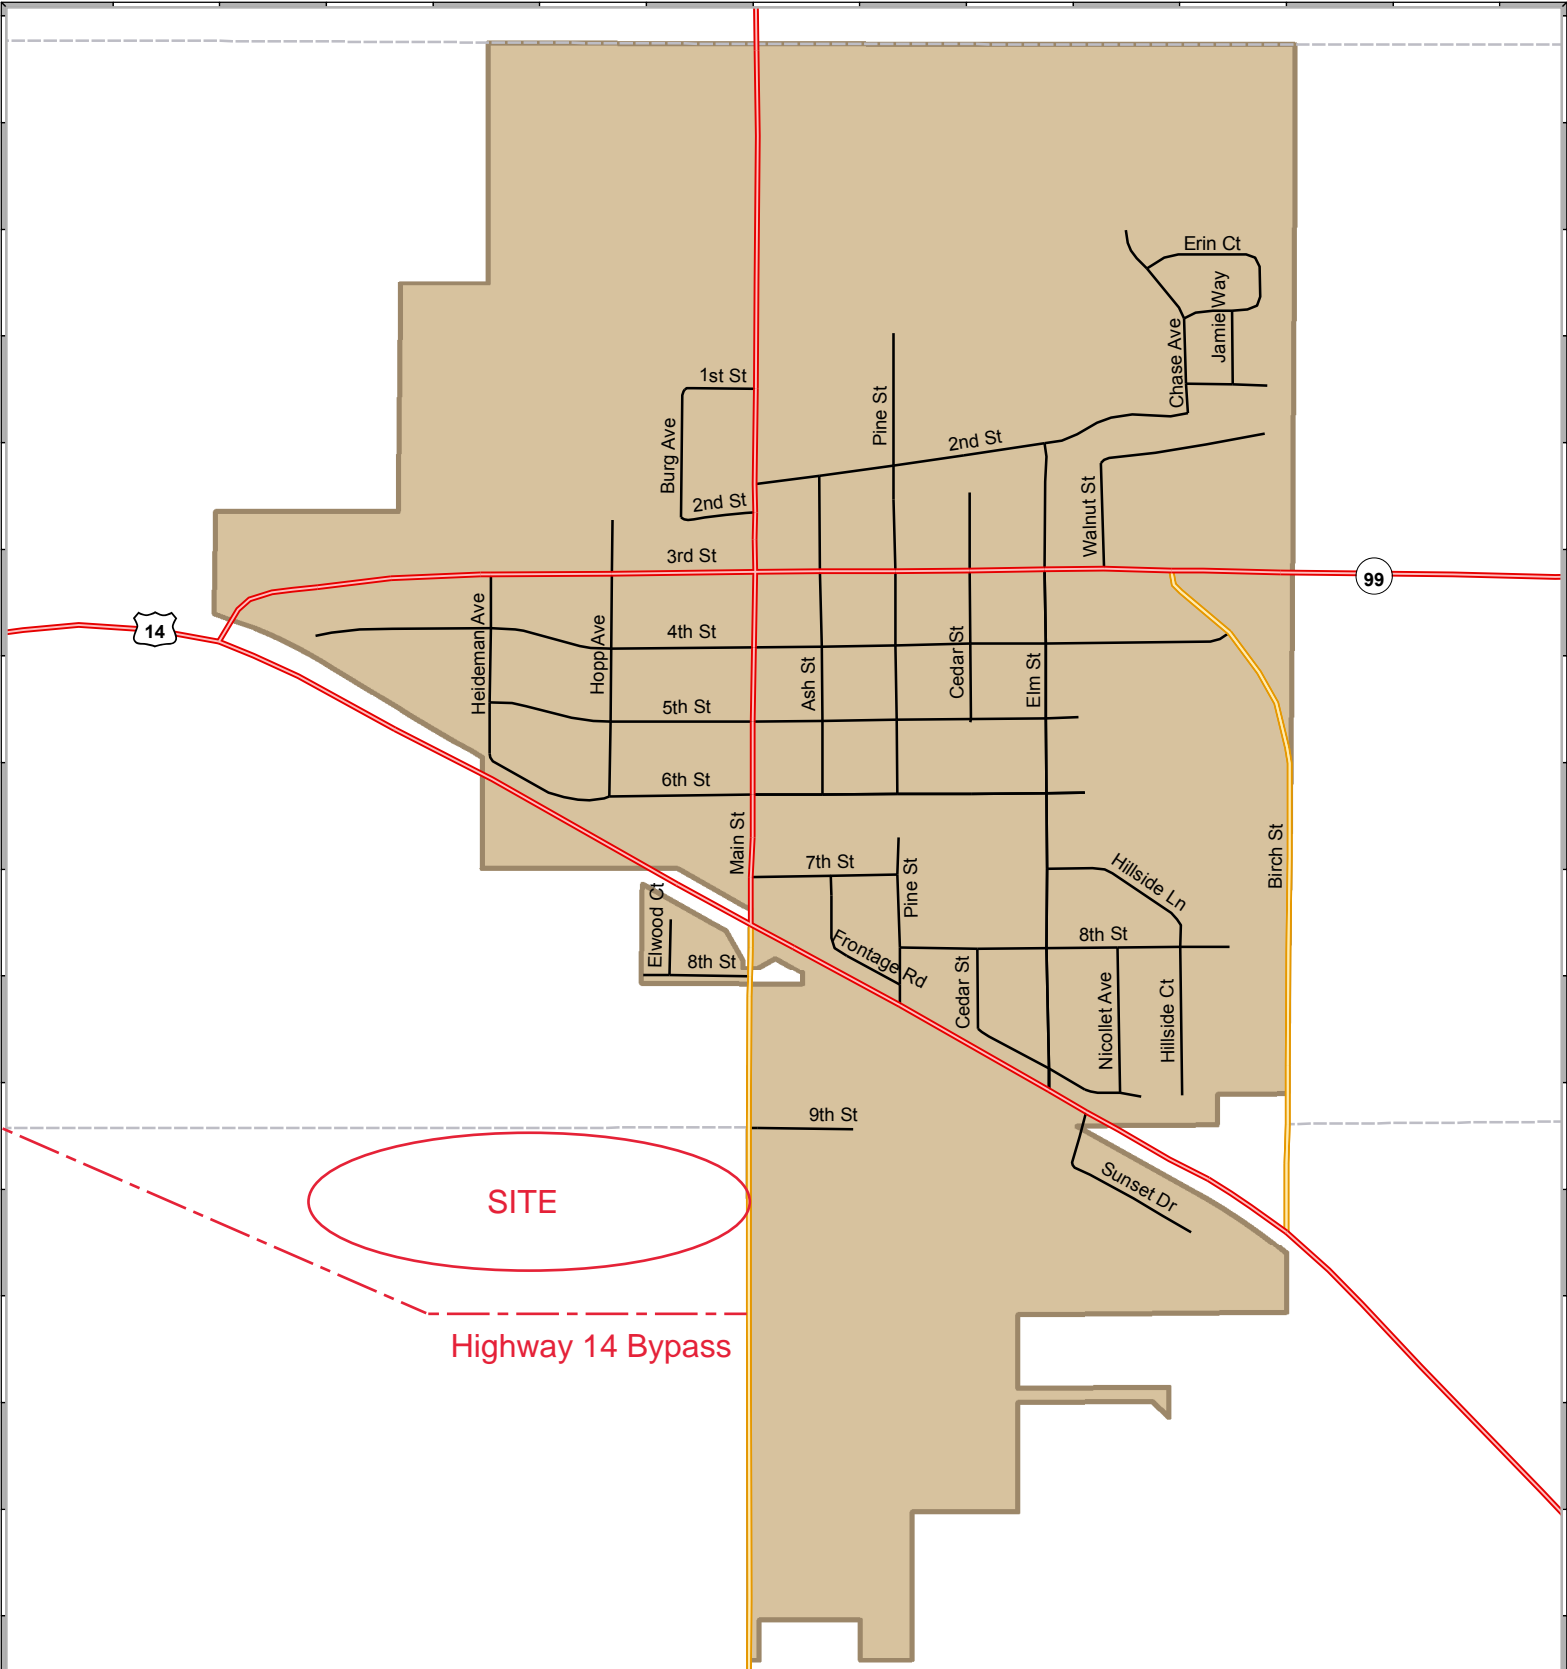 Erin Ct
Jamie Way
Chase Ave
1st St
Pine St
Burg Ave
2nd St
2nd St
Walnut St
3rd St
99
14
Heideman Ave
Hopp Ave
4th St
Ash St
Cedar St
Elm St
5th St
6th St
Main St
7th St
Pine St
Hillside Ln
Birch St
Elwood Ct
8th St
Frontage Rd
Cedar St
8th St
Nicollet Ave
Hillside Ct
9th St
Sunset Dr
SITE
Highway 14 Bypass